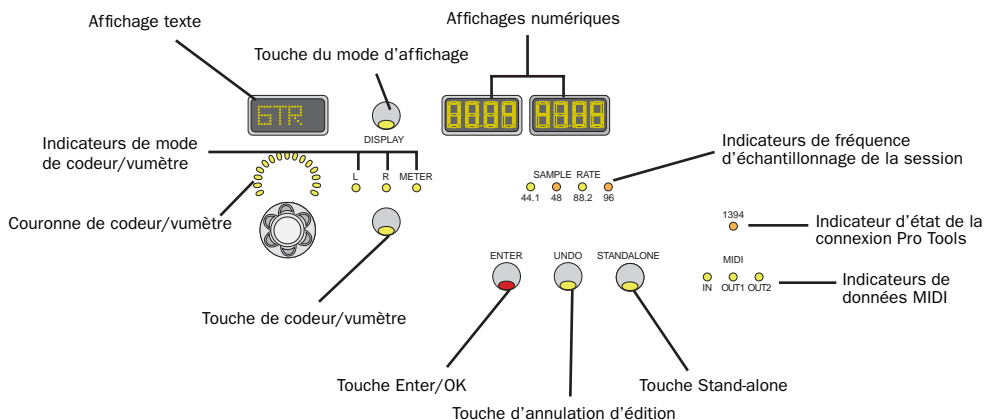 Affichage texte
Affichages numériques
Touche du mode d'affichage
GTR
8888 8888
DISPLAY
Indicateurs de mode
de codeur/vumètre
Indicateurs de fréquence
d'échantillonnage de la session
L R METER
SAMPLE RATE
44.1 48 88.2 96
Couronne de codeur/vumètre
1394
Indicateur d'état de la
connexion Pro Tools
ENTER UNDO STANDALONE
MIDI
IN OUT1 OUT2
Indicateurs de
données MIDI
Touche de codeur/vumètre
Touche Enter/OK
Touche Stand-alone
Touche d'annulation d'édition